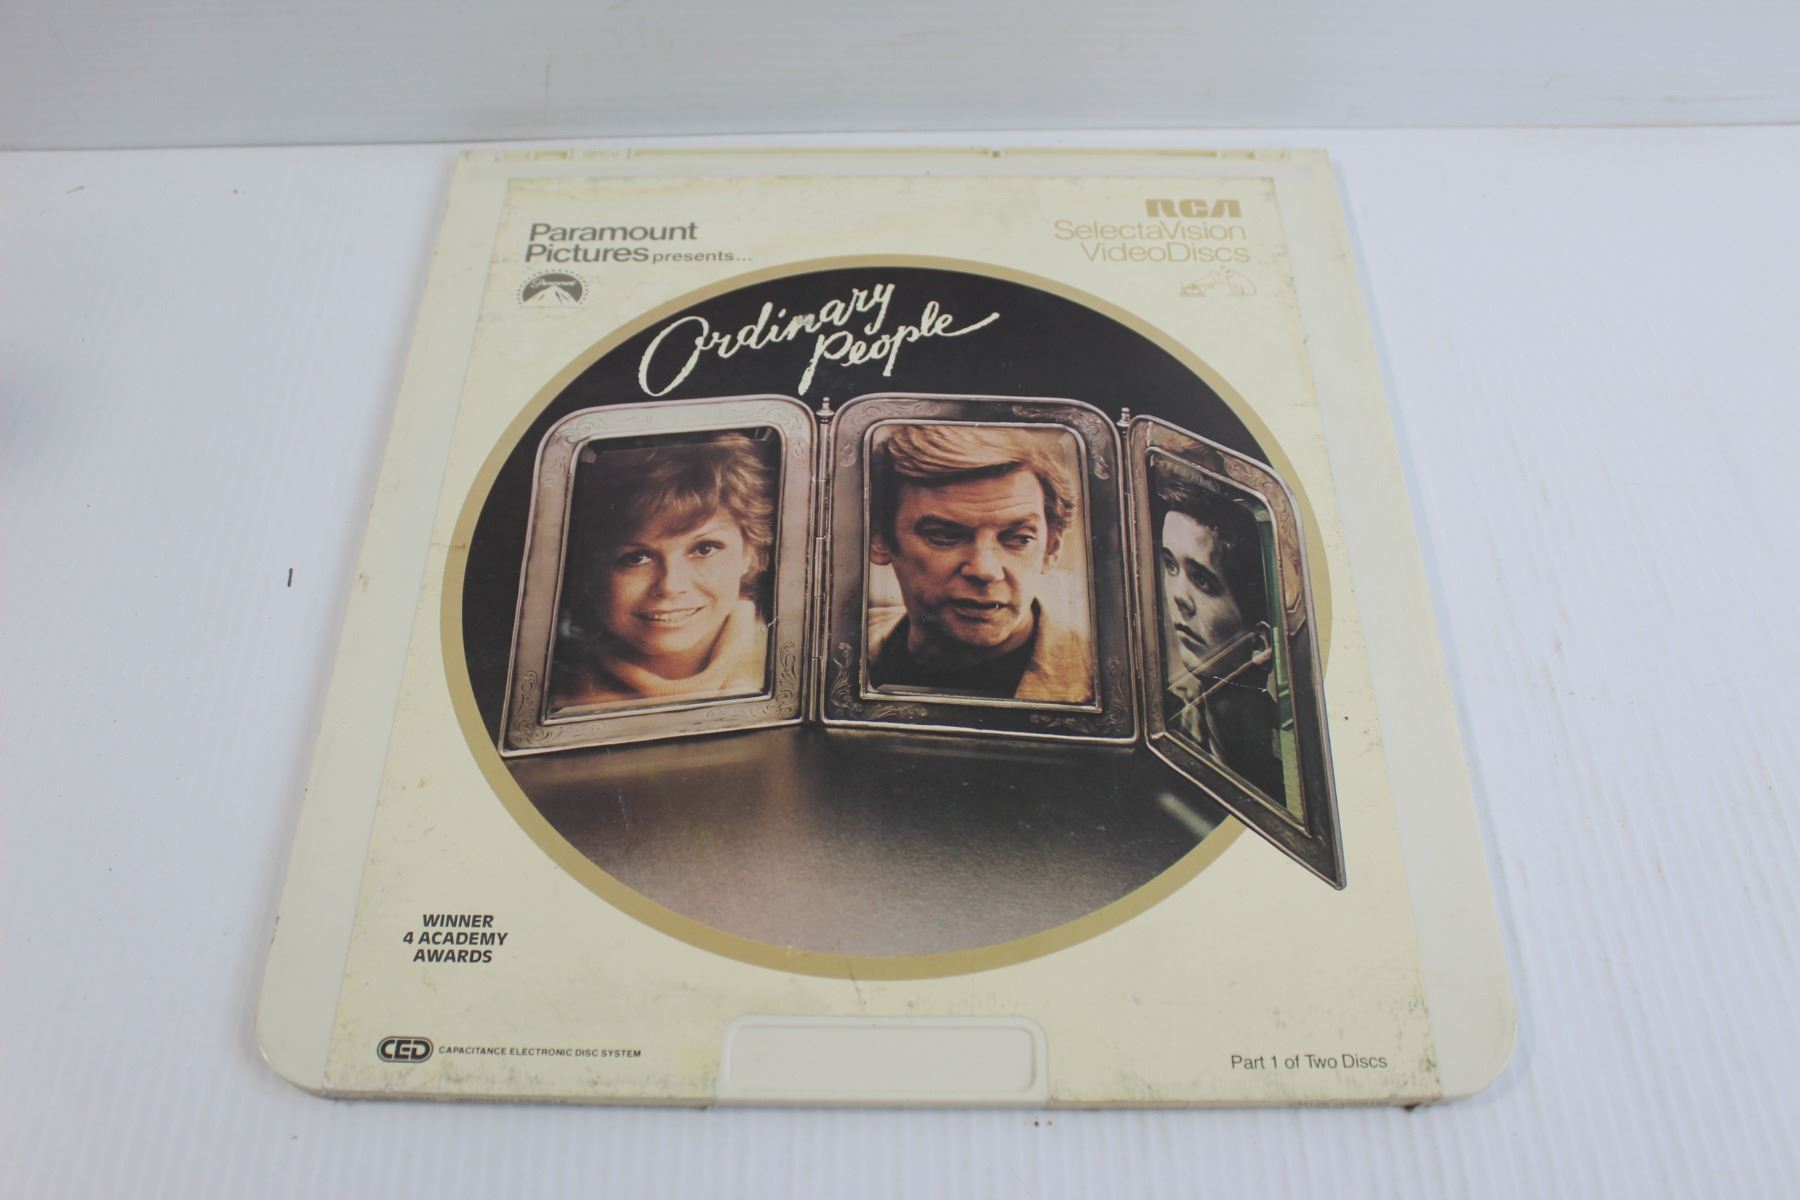 Paramount
Pictures presents...
Paramount
RCA
SelectaVision
VideoDiscs
Ordinary
People
WINNER
4 ACADEMY
AWARDS
CED CAPACITANCE ELECTRONIC DISC SYSTEM
Part 1 of Two Discs